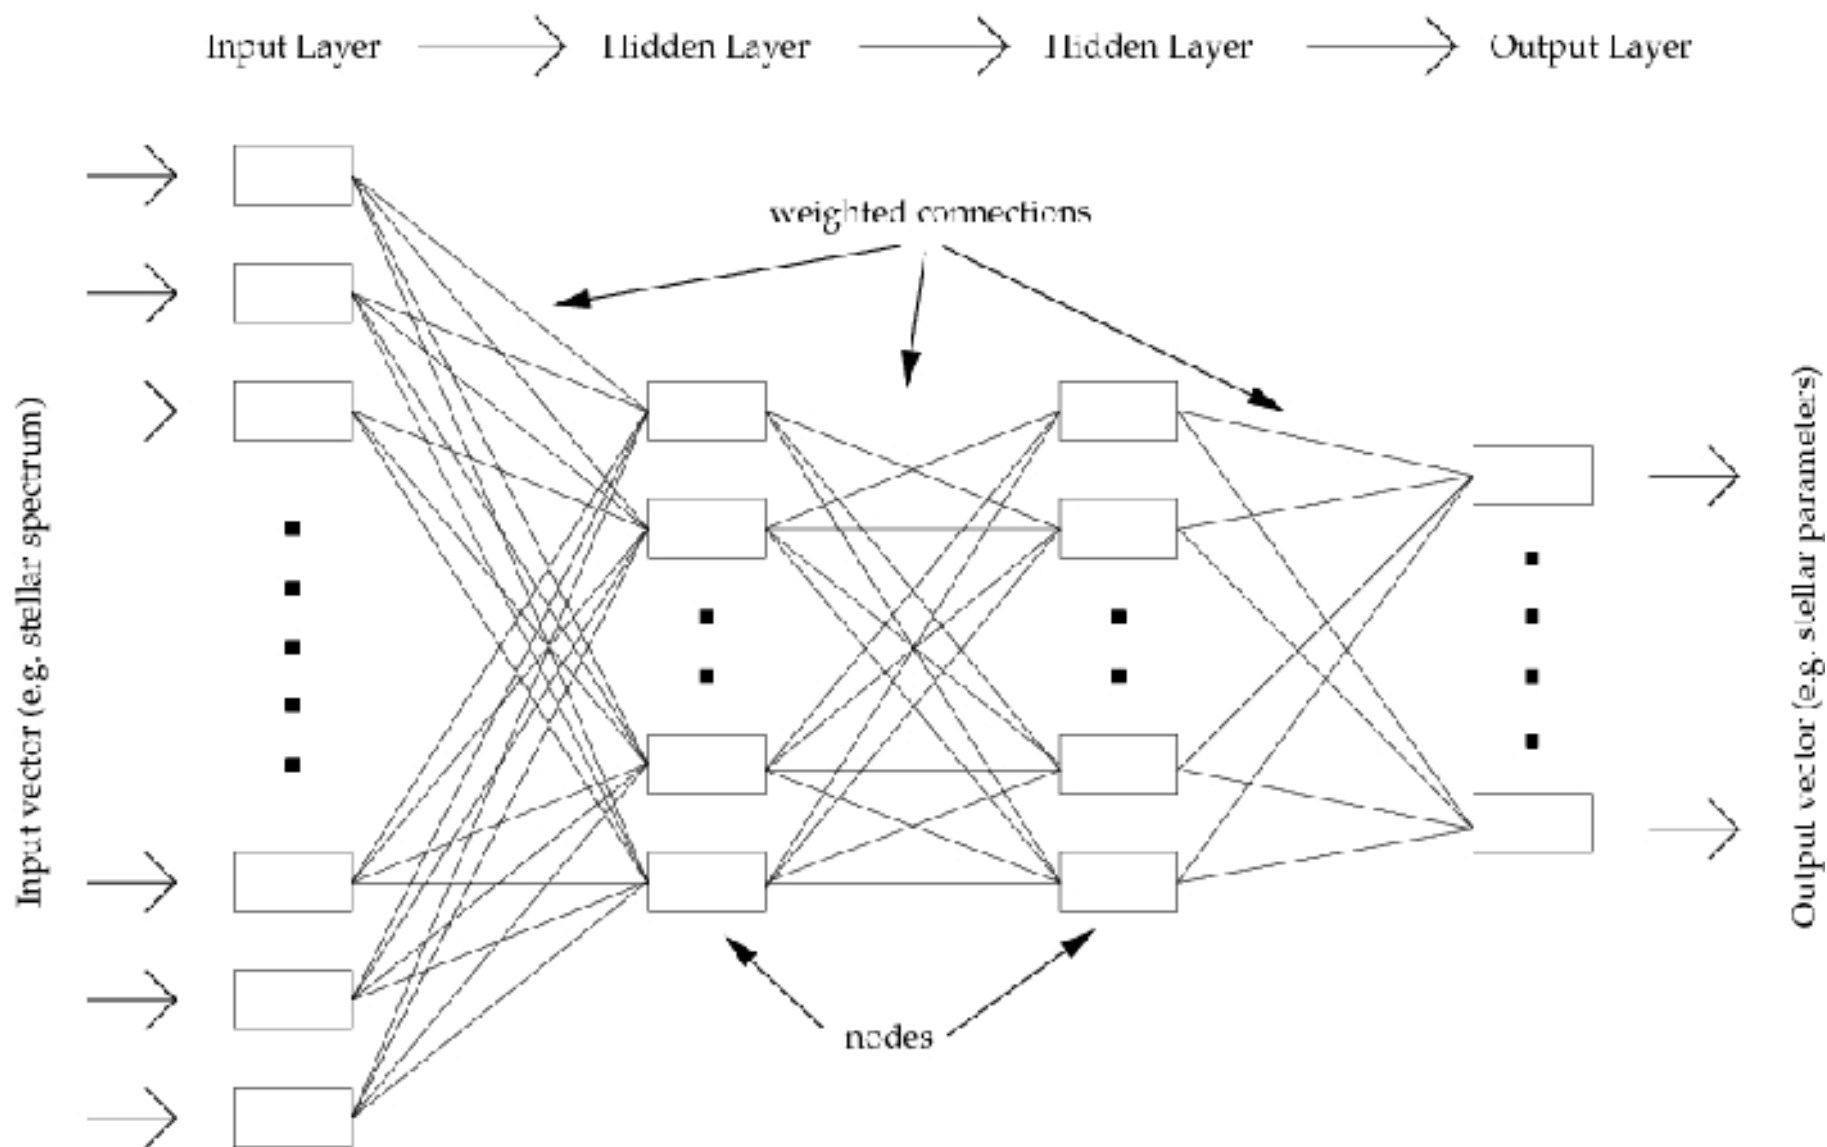 Input Layer
Hidden Layer
Hidden Layer
Output Layer
weighted connections
Input vector (e.g. stellar spectrum)
Output vector (e.g. stellar parameters)
nodes